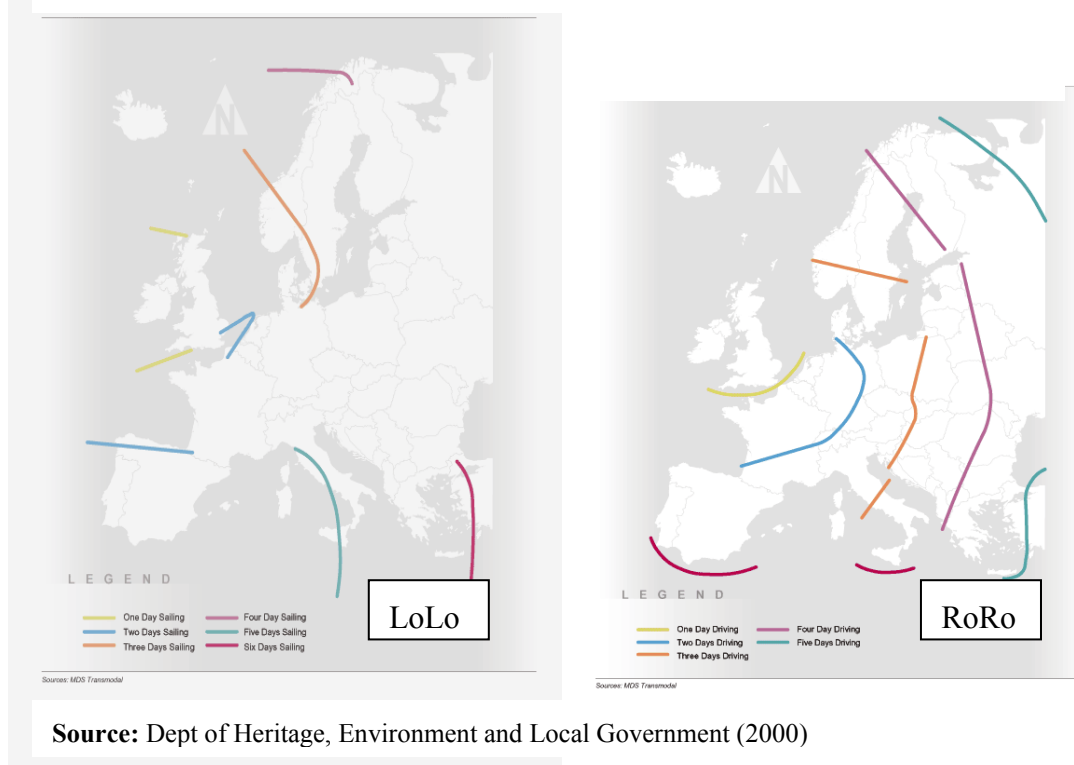 N
L E G E N D
One Day Sailing
Two Days Sailing
Three Days Sailing
Four Day Sailing
Five Days Sailing
Six Days Sailing
LoLo
Sources: MDS Transmodal
N
L E G E N D
One Day Driving
Two Days Driving
Three Days Driving
Four Day Driving
Five Days Driving
RoRo
Sources: MDS Transmodal
Source: Dept of Heritage, Environment and Local Government (2000)